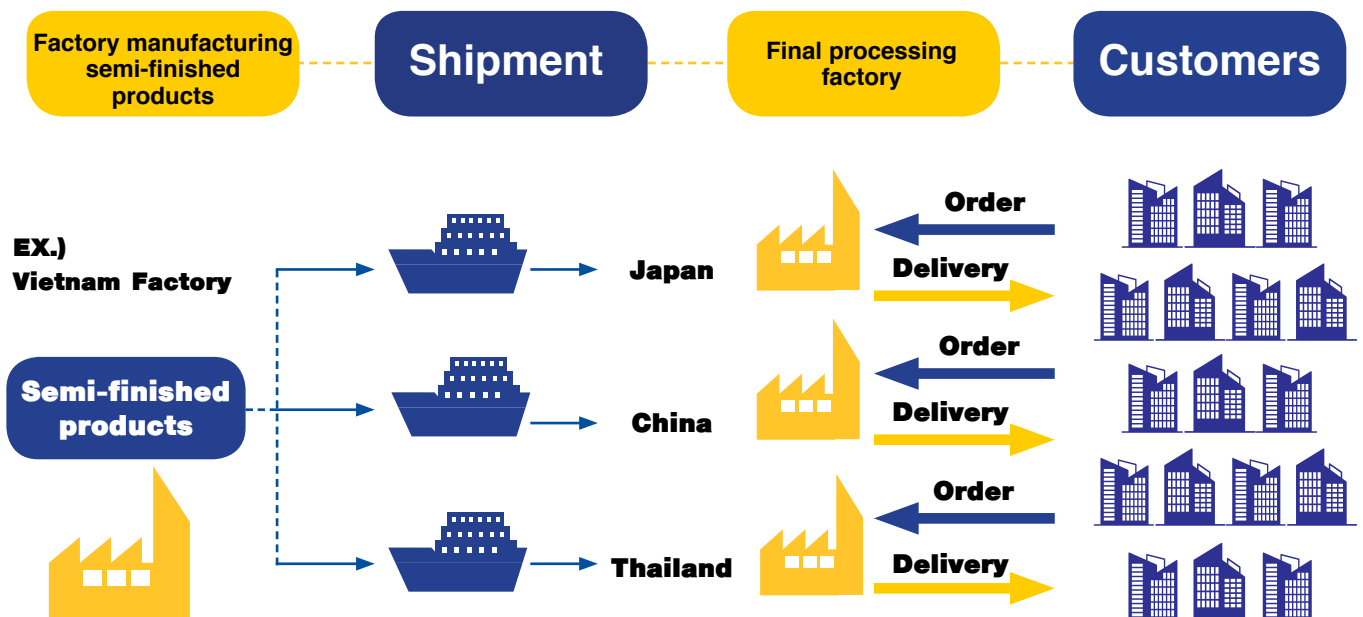 Factory manufacturing
semi-finished
products
Shipment
Final processing
factory
Customers
EX.)
Vietnam Factory
Semi-finished
products
Japan
Order
Delivery
China
Order
Delivery
Thailand
Order
Delivery